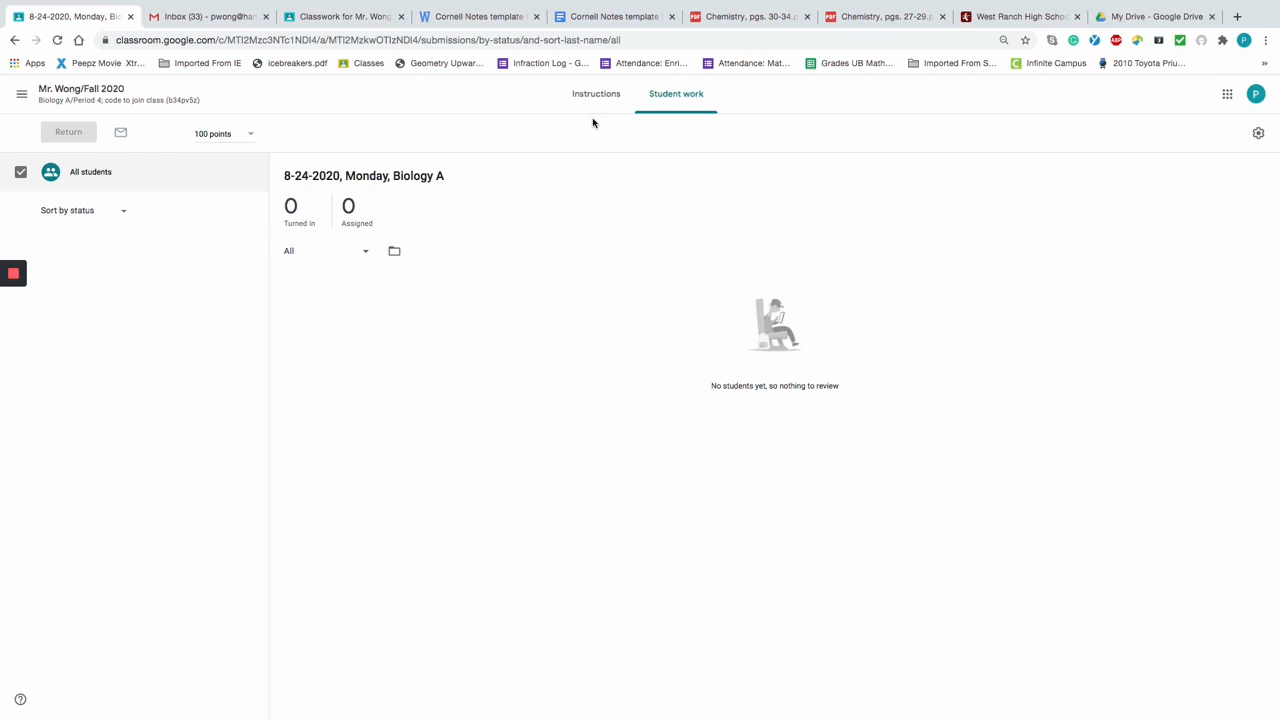 8-24-2020, Monday, Bio
Inbox (33) - pwong@har
Classwork for Mr. Wong
Cornell Notes template
Cornell Notes template
Chemistry, pgs. 30-34.p
Chemistry, pgs. 27-29.p
West Ranch High School
My Drive - Google Drive
classroom.google.com/c/MTI2Mzc3NTc1NDI4/a/MTI2MzkwOTIzNDI4/submissions/by-status/and-sort-last-name/all
Apps
Peepz Movie Xtr...
Imported From IE
icebreakers.pdf
Classes
Geometry Upwar...
Infraction Log - G...
Attendance: Enri...
Attendance: Mat...
Grades UB Math...
Imported From S...
Infinite Campus
2010 Toyota Priu...
Mr. Wong/Fall 2020
Biology A/Period 4; code to join class (b34pv5z)
Instructions
Student work
P
Return
100 points
All students
Sort by status
8-24-2020, Monday, Biology A
0
0
Turned in
Assigned
All
No students yet, so nothing to review